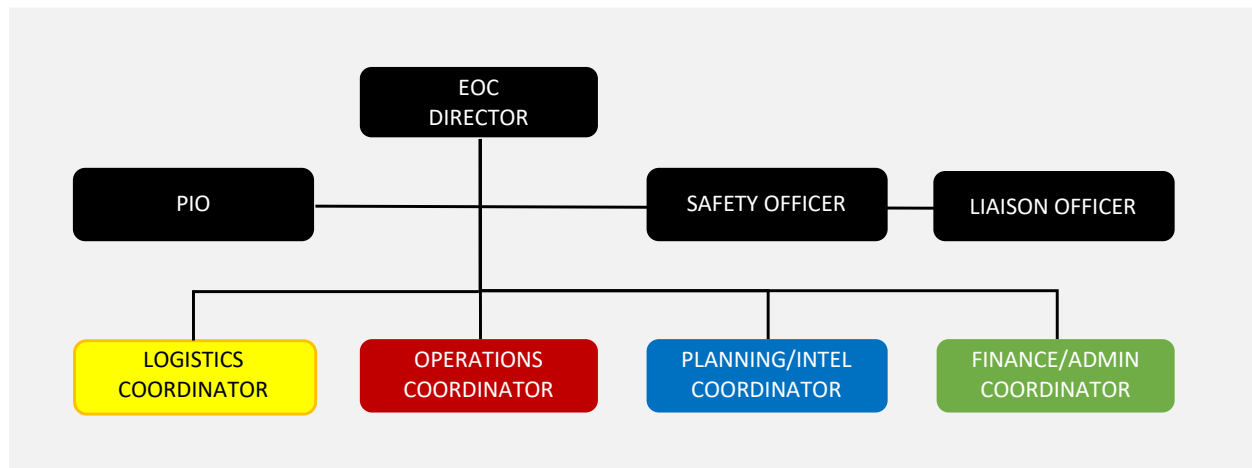 EOC
DIRECTOR
PIO
SAFETY OFFICER
LIAISON OFFICER
LOGISTICS
COORDINATOR
OPERATIONS
COORDINATOR
PLANNING/INTEL
COORDINATOR
FINANCE/ADMIN
COORDINATOR